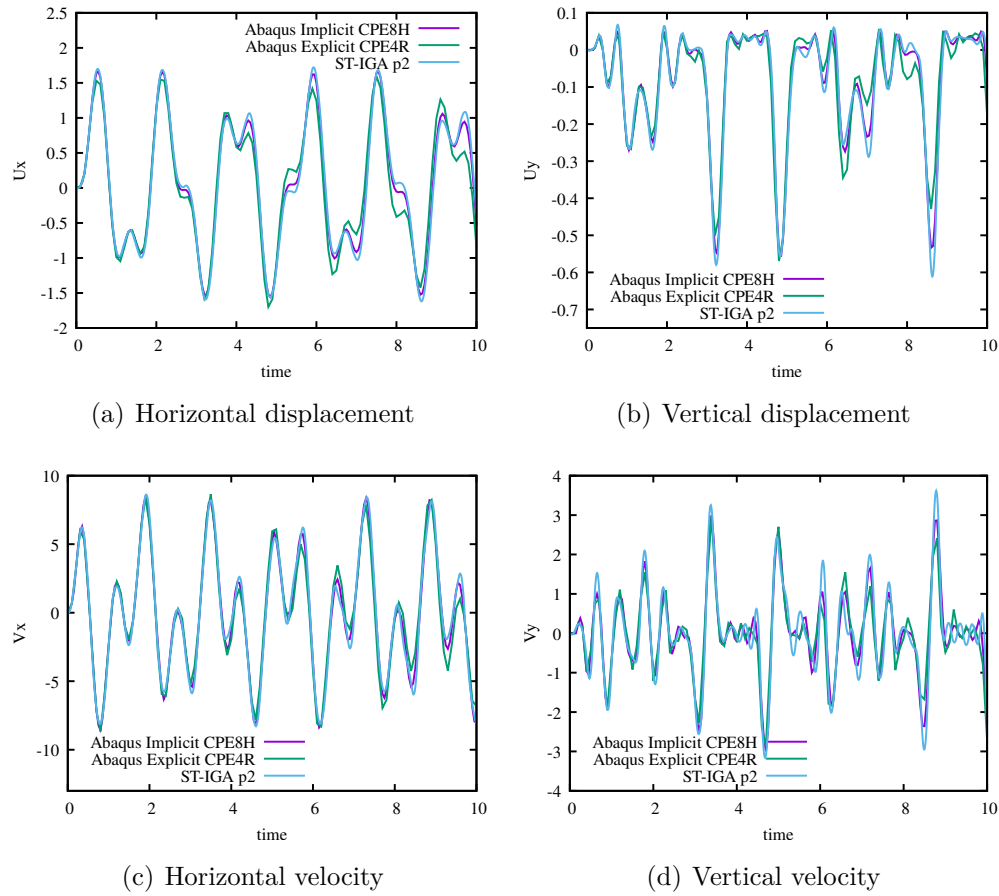 2.5
2
1.5
1
0.5
0
-0.5
-1
-1.5
-2
0 2 4 6 8 10
Ux
time
Abaqus Implicit CPE8H
Abaqus Explicit CPE4R
ST-IGA p2
(a) Horizontal displacement
0.1
0
-0.1
-0.2
-0.3
-0.4
-0.5
-0.6
-0.7
0 2 4 6 8 10
Uy
time
Abaqus Implicit CPE8H
Abaqus Explicit CPE4R
ST-IGA p2
(b) Vertical displacement
10
5
0
-5
-10
0 2 4 6 8 10
Vx
time
Abaqus Implicit CPE8H
Abaqus Explicit CPE4R
ST-IGA p2
(c) Horizontal velocity
4
3
2
1
0
-1
-2
-3
-4
0 2 4 6 8 10
Vy
time
Abaqus Implicit CPE8H
Abaqus Explicit CPE4R
ST-IGA p2
(d) Vertical velocity